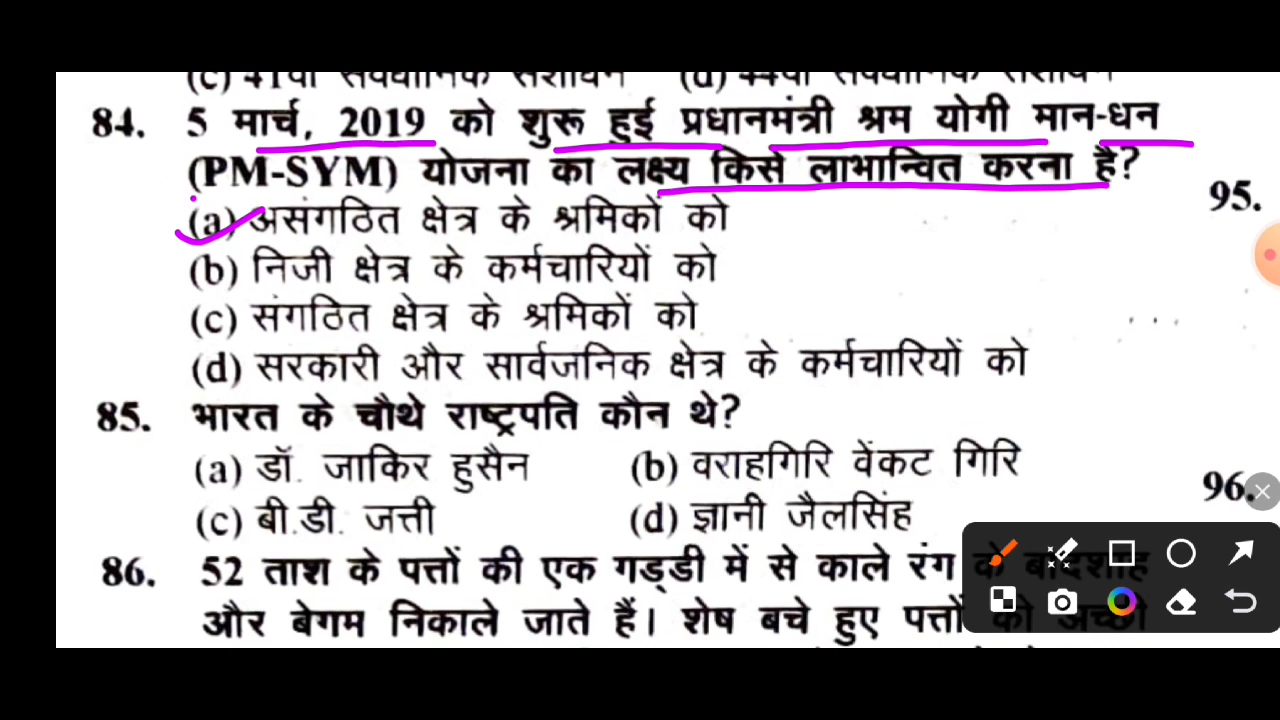 84. 5 मार्च, 2019 को शुरू हुई प्रधानमंत्री श्रम योगी मान-धन
(PM-SYM) योजना का लक्ष्य किसे लाभान्वित करना है?
(a) असंगठित क्षेत्र के श्रमिकों को
(b) निजी क्षेत्र के कर्मचारियों को
(c) संगठित क्षेत्र के श्रमिकों को
(d) सरकारी और सार्वजनिक क्षेत्र के कर्मचारियों को
85. भारत के चौथे राष्ट्रपति कौन थे?
(a) डॉ. जाकिर हुसैन (b) वराहगिरि वेंकट गिरि
(c) बी.डी. जत्ती (d) ज्ञानी जैलसिंह
86. 52 ताश के पत्तों की एक गड्डी में से काले रंग के बादशाह
और बेगम निकाले जाते हैं। शेष बचे हुए पत्तों को अच्छी
95.
96.